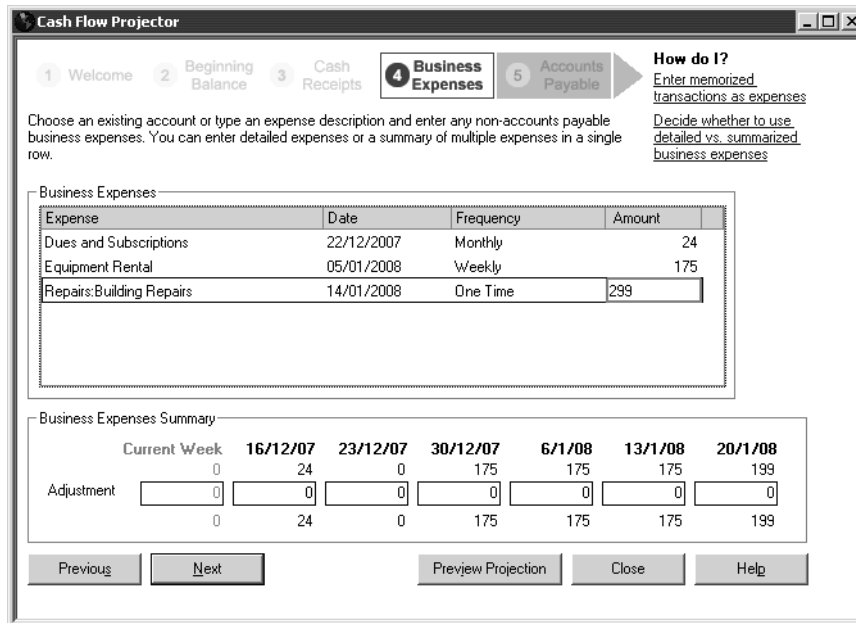 Cash Flow Projector
1 Welcome
2 Beginning Balance
3 Cash Receipts
4 Business Expenses
5 Accounts Payable
How do I?
Enter memorized
transactions as expenses
Decide whether to use
detailed vs. summarized
business expenses
Choose an existing account or type an expense description and enter any non-accounts payable
business expenses. You can enter detailed expenses or a summary of multiple expenses in a single
row.
Business Expenses
Expense Date Frequency Amount
Dues and Subscriptions 22/12/2007 Monthly 24
Equipment Rental 05/01/2008 Weekly 175
Repairs:Building Repairs 14/01/2008 One Time 299
Business Expenses Summary
Current Week 16/12/07 23/12/07 30/12/07 6/1/08 13/1/08 20/1/08
0 24 0 175 175 175 199
Adjustment 0 0 0 0 0 0 0
0 24 0 175 175 175 199
Previous Next Preview Projection Close Help